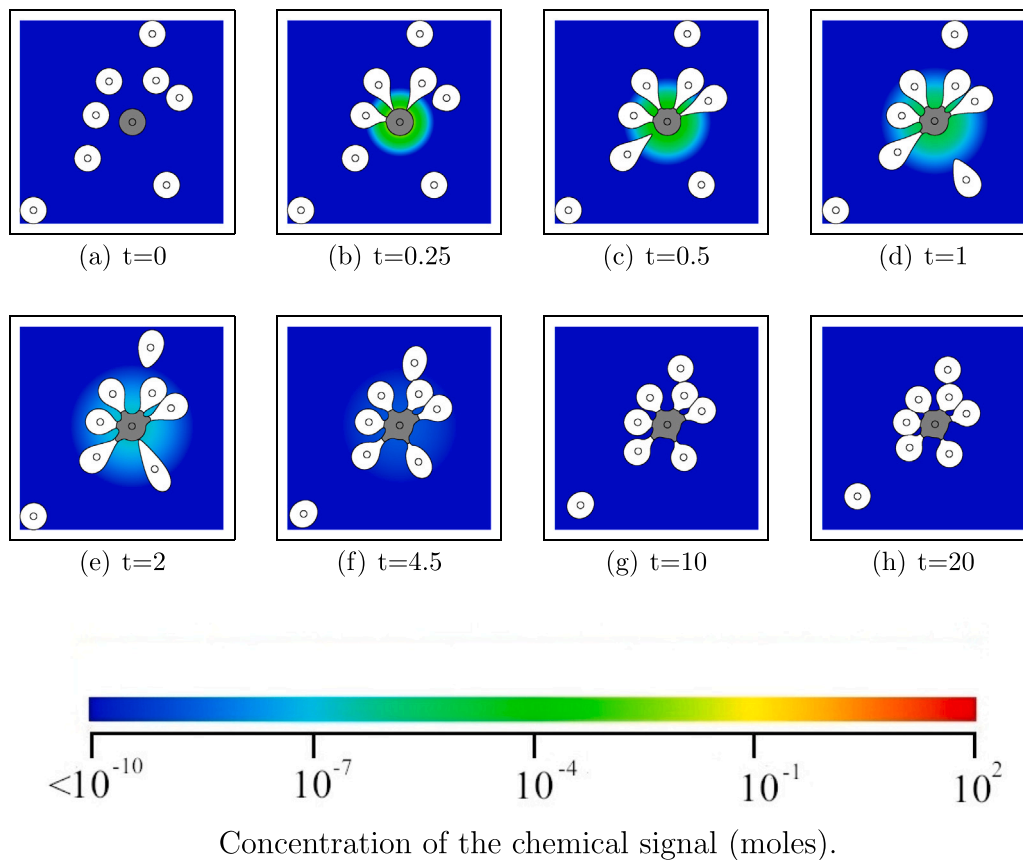 (a) t=0 (b) t=0.25 (c) t=0.5 (d) t=1
(e) t=2 (f) t=4.5 (g) t=10 (h) t=20
<10^-10 10^-7 10^-4 10^-1 10^2
Concentration of the chemical signal (moles).